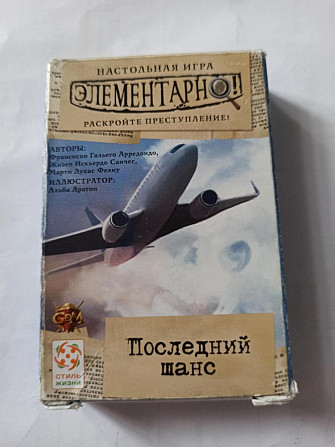 НАСТОЛЬНАЯ ИГРА
ЭЛЕМЕНТАРНО!
РАСКРОЙТЕ ПРЕСТУПЛЕНИЕ!
АВТОРЫ:
Франсиско Гальего Арредондо,
Жозеп Искьердо Санчес,
Марти Лукас Фелиу
ИЛЛЮСТРАТОР:
Альба Арагон
GDM
СТИЛЬ
ЖИЗНИ
Последний
шанс